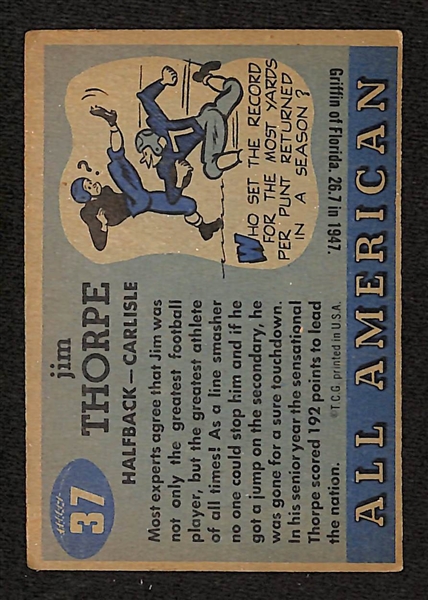 37
jim
THORPE
HALFBACK—CARLISLE
Most experts agree that Jim was
not only the greatest football
player, but the greatest athlete
of all times! As a line smasher
no one could stop him and if he
got a jump on the secondary, he
was gone for a sure touchdown.
In his senior year the sensational
Thorpe scored 192 points to lead
the nation.
©T.C.G. printed in U.S.A.
?
WHO SET THE RECORD
FOR THE MOST YARDS
PER PUNT RETURNED
IN A SEASON?
Griffin of Florida. 26.7 in 1947.
ALL AMERICAN